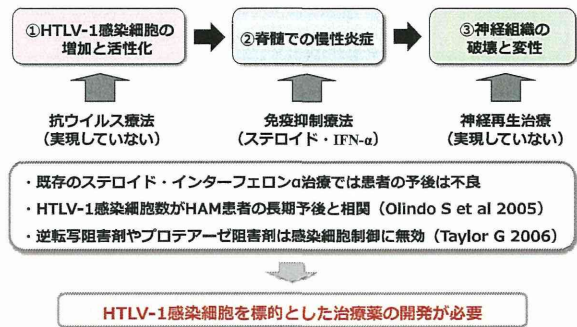 ①HTLV-1感染細胞の
増加と活性化
②脊髄での慢性炎症
③神経組織の
破壊と変性
抗ウイルス療法
(実現していない)
免疫抑制療法
(ステロイド・IFN-α)
神経再生治療
(実現していない)
・既存のステロイド・インターフェロンα治療では患者の予後は不良
・HTLV-1感染細胞数がHAM患者の長期予後と相関（Olindo S et al 2005）
・逆転写阻害剤やプロテアーゼ阻害剤は感染細胞制御に無効（Taylor G 2006）
HTLV-1感染細胞を標的とした治療薬の開発が必要